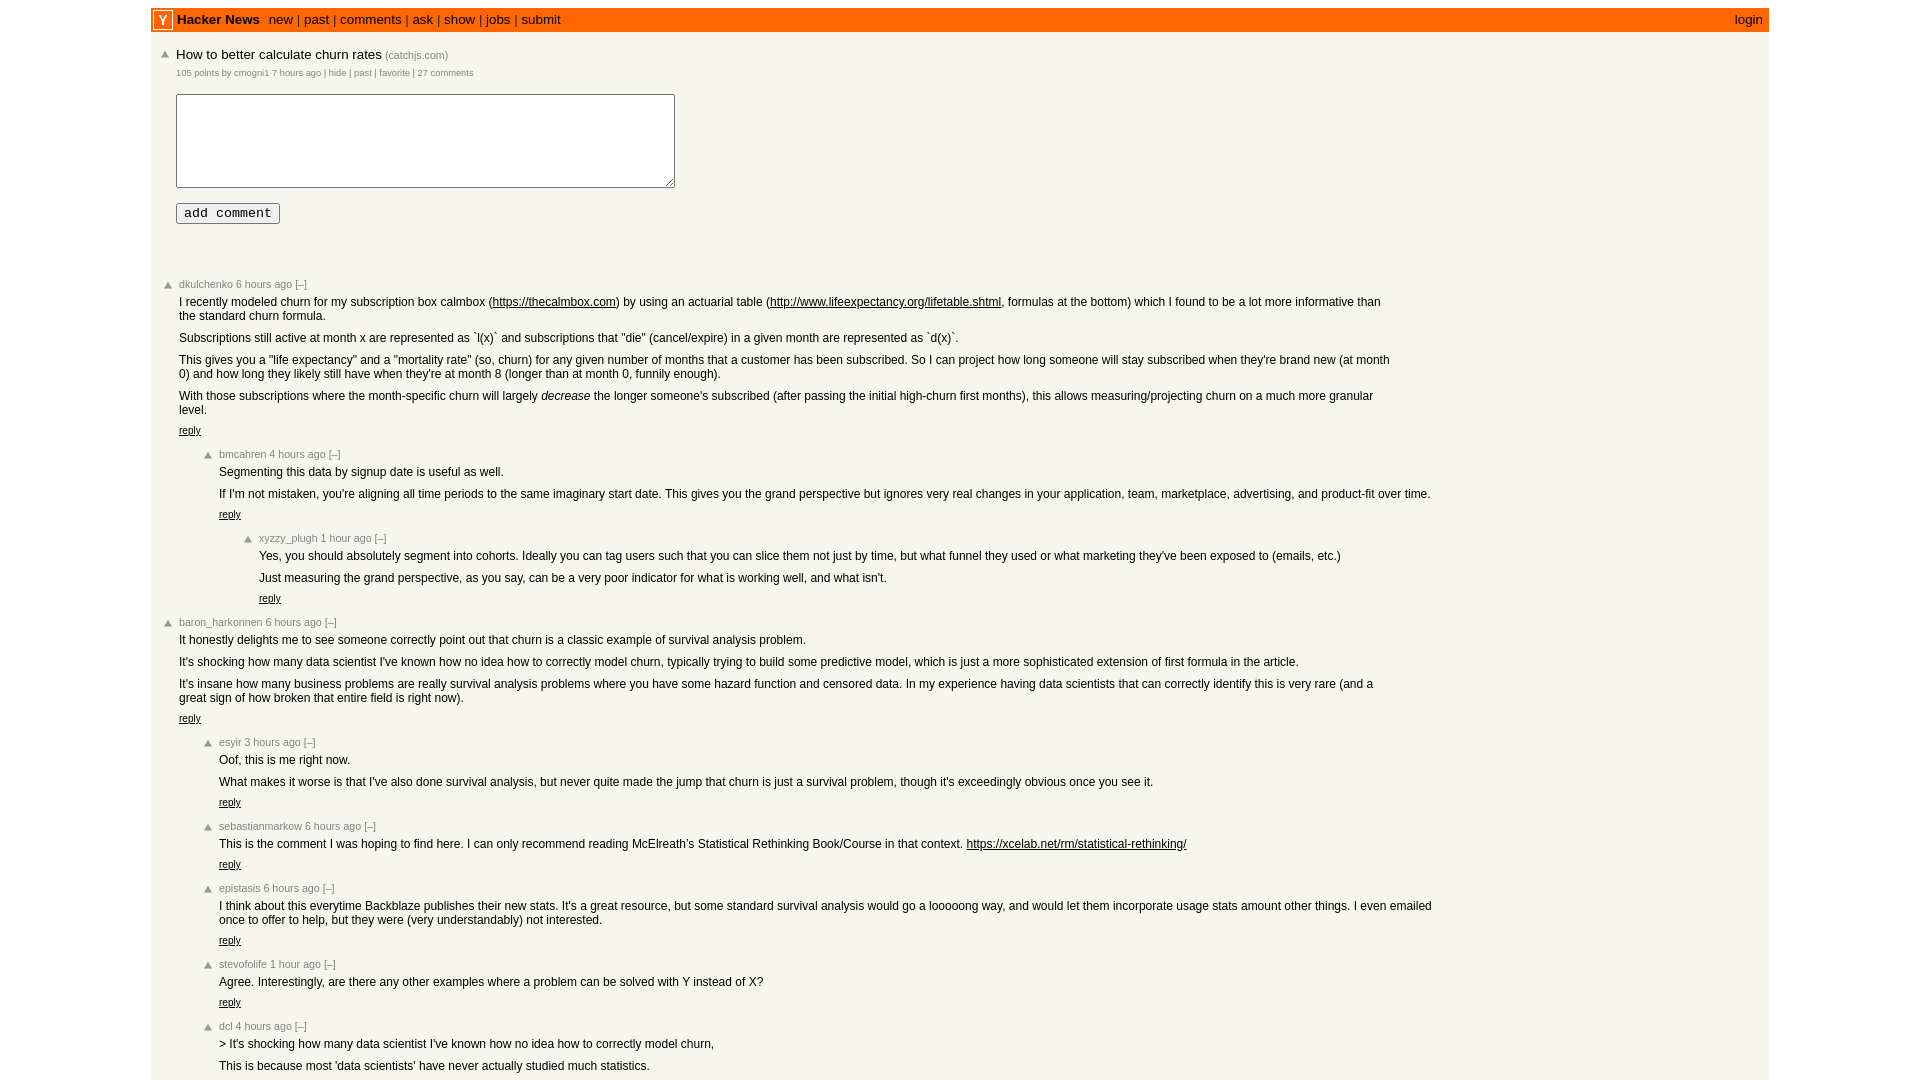 Y Hacker News new | past | comments | ask | show | jobs | submit login
How to better calculate churn rates (catchjs.com)
105 points by cmogni1 7 hours ago | hide | past | favorite | 27 comments
add comment
dkulchenko 6 hours ago [–]
I recently modeled churn for my subscription box calmbox (https://thecalmbox.com) by using an actuarial table (http://www.lifeexpectancy.org/lifetable.shtml, formulas at the bottom) which I found to be a lot more informative than
the standard churn formula.
Subscriptions still active at month x are represented as `l(x)` and subscriptions that "die" (cancel/expire) in a given month are represented as `d(x)`.
This gives you a "life expectancy" and a "mortality rate" (so, churn) for any given number of months that a customer has been subscribed. So I can project how long someone will stay subscribed when they're brand new (at month
0) and how long they likely still have when they're at month 8 (longer than at month 0, funnily enough).
With those subscriptions where the month-specific churn will largely decrease the longer someone's subscribed (after passing the initial high-churn first months), this allows measuring/projecting churn on a much more granular
level.
reply
bmcahren 4 hours ago [–]
Segmenting this data by signup date is useful as well.
If I'm not mistaken, you're aligning all time periods to the same imaginary start date. This gives you the grand perspective but ignores very real changes in your application, team, marketplace, advertising, and product-fit over time.
reply
xyzzy_plugh 1 hour ago [–]
Yes, you should absolutely segment into cohorts. Ideally you can tag users such that you can slice them not just by time, but what funnel they used or what marketing they've been exposed to (emails, etc.)
Just measuring the grand perspective, as you say, can be a very poor indicator for what is working well, and what isn't.
reply
baron_harkonnen 6 hours ago [–]
It honestly delights me to see someone correctly point out that churn is a classic example of survival analysis problem.
It's shocking how many data scientist I've known how no idea how to correctly model churn, typically trying to build some predictive model, which is just a more sophisticated extension of first formula in the article.
It's insane how many business problems are really survival analysis problems where you have some hazard function and censored data. In my experience having data scientists that can correctly identify this is very rare (and a
great sign of how broken that entire field is right now).
reply
esyir 3 hours ago [–]
Oof, this is me right now.
What makes it worse is that I've also done survival analysis, but never quite made the jump that churn is just a survival problem, though it's exceedingly obvious once you see it.
reply
sebastianmarkow 6 hours ago [–]
This is the comment I was hoping to find here. I can only recommend reading McElreath's Statistical Rethinking Book/Course in that context. https://xcelab.net/rm/statistical-rethinking/
reply
epistasis 6 hours ago [–]
I think about this everytime Backblaze publishes their new stats. It's a great resource, but some standard survival analysis would go a looooong way, and would let them incorporate usage stats amount other things. I even emailed
once to offer to help, but they were (very understandably) not interested.
reply
stevofolife 1 hour ago [–]
Agree. Interestingly, are there any other examples where a problem can be solved with Y instead of X?
reply
dcl 4 hours ago [–]
> It's shocking how many data scientist I've known how no idea how to correctly model churn,
This is because most 'data scientists' have never actually studied much statistics.